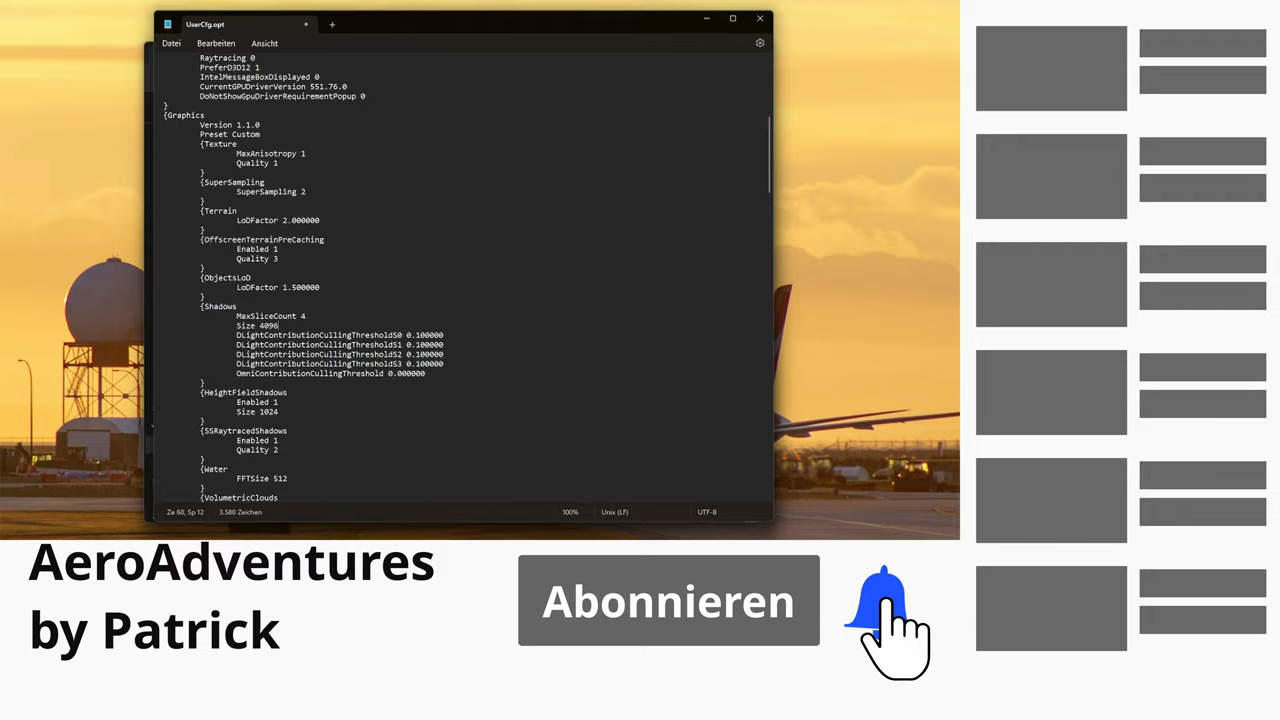 UserCfg.opt
Datei Bearbeiten Ansicht
Raytracing 0
PreferD3D12 1
IntelMessageBoxDisplayed 0
CurrentGPUDriverVersion 551.76.0
DoNotShowGpuDriverRequirementPopup 0
}
{Graphics
Version 1.1.0
Preset Custom
{Texture
MaxAnisotropy 1
Quality 1
}
{SuperSampling
SuperSampling 2
}
{Terrain
LoDFactor 2.000000
}
{OffscreenTerrainPreCaching
Enabled 1
Quality 3
}
{ObjectsLoD
LoDFactor 1.500000
}
{Shadows
MaxSliceCount 4
Size 4096
DLightContributionCullingThresholdS0 0.100000
DLightContributionCullingThresholdS1 0.100000
DLightContributionCullingThresholdS2 0.100000
DLightContributionCullingThresholdS3 0.100000
OmniContributionCullingThreshold 0.000000
}
{HeightFieldShadows
Enabled 1
Size 1024
}
{SSRaytracedShadows
Enabled 1
Quality 2
}
{Water
FFTSize 512
}
{VolumetricClouds
Ze 60, Sp 12 3.580 Zeichen 100% Unix (LF) UTF-8
AeroAdventures
by Patrick
Abonnieren